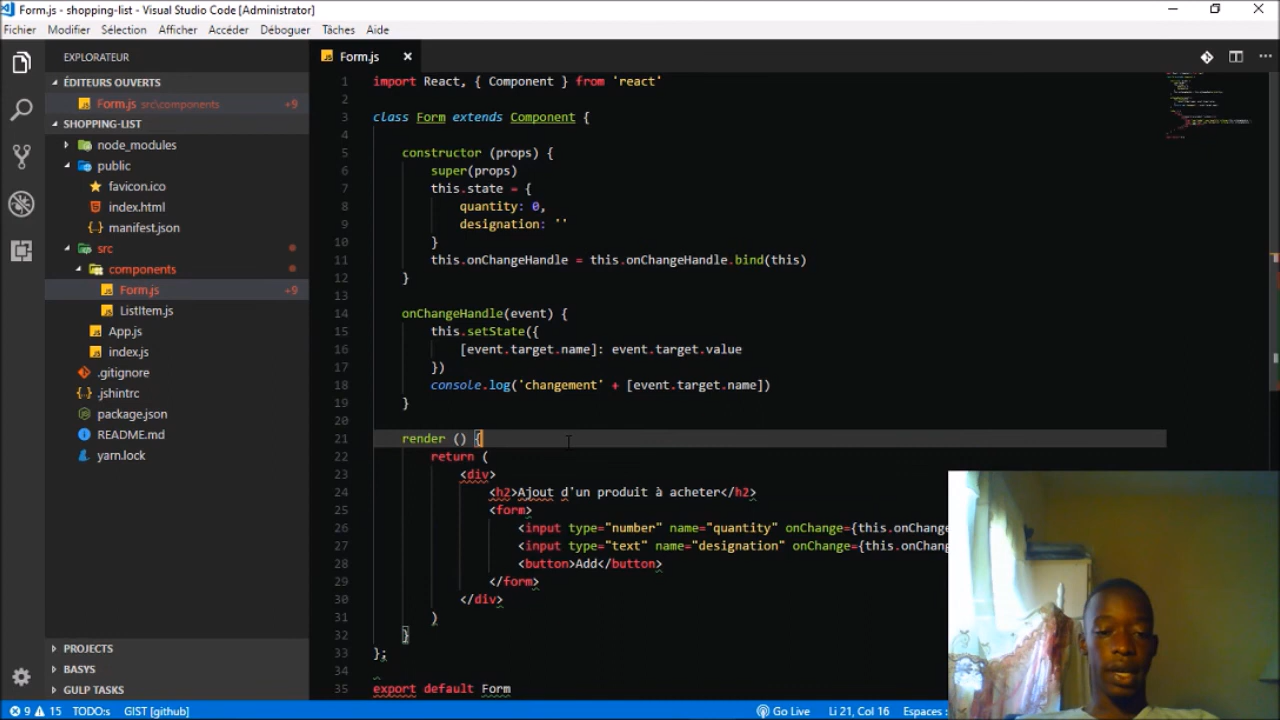 Form.js - shopping-list - Visual Studio Code [Administrator]
Fichier Modifier Sélection Afficher Accéder Déboguer Tâches Aide
EXPLORATEUR
ÉDITEURS OUVERTS
Form.js src\components +9
SHOPPING-LIST
node_modules
public
favicon.ico
index.html
manifest.json
src
components
Form.js +9
ListItem.js
App.js
index.js
.gitignore
.jshintrc
package.json
README.md
yarn.lock
PROJECTS
BASYS
GULP TASKS
Form.js
1 import React, { Component } from 'react'
2
3 class Form extends Component {
4
5 constructor (props) {
6 super(props)
7 this.state = {
8 quantity: 0,
9 designation: ''
10 }
11 this.onChangeHandle = this.onChangeHandle.bind(this)
12 }
13
14 onChangeHandle(event) {
15 this.setState({
16 [event.target.name]: event.target.value
17 })
18 console.log('changement' + [event.target.name])
19 }
20
21 render () {
22 return (
23 <div>
24 <h2>Ajout d'un produit à acheter</h2>
25 <form>
26 <input type="number" name="quantity" onChange={this.onChange
27 <input type="text" name="designation" onChange={this.onChang
28 <button>Add</button>
29 </form>
30 </div>
31 )
32 }
33 };
34
35 export default Form
9 15 TODO:s GIST [github] Go Live Li 21, Col 16 Espaces :